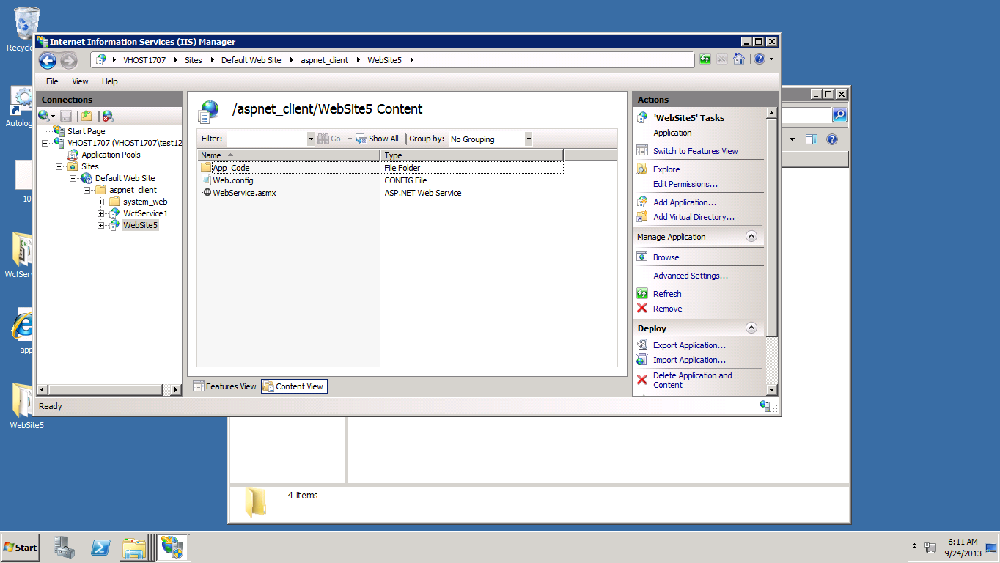 Recycle
Autolog
10
WcfServ
app
WebSite5
Internet Information Services (IIS) Manager
VHOST1707 Sites Default Web Site aspnet_client WebSite5
File View Help
Connections
Start Page
VHOST1707 (VHOST1707\test12
Application Pools
Sites
Default Web Site
aspnet_client
system_web
WcfService1
WebSite5
/aspnet_client/WebSite5 Content
Filter: Go Show All Group by: No Grouping
Name Type
App_Code File Folder
Web.config CONFIG File
WebService.asmx ASP.NET Web Service
Features View Content View
Actions
'WebSite5' Tasks
Application
Switch to Features View
Explore
Edit Permissions...
Add Application...
Add Virtual Directory...
Manage Application
Browse
Advanced Settings...
Refresh
Remove
Deploy
Export Application...
Import Application...
Delete Application and
Content
Ready
4 items
Start
6:11 AM
9/24/2013